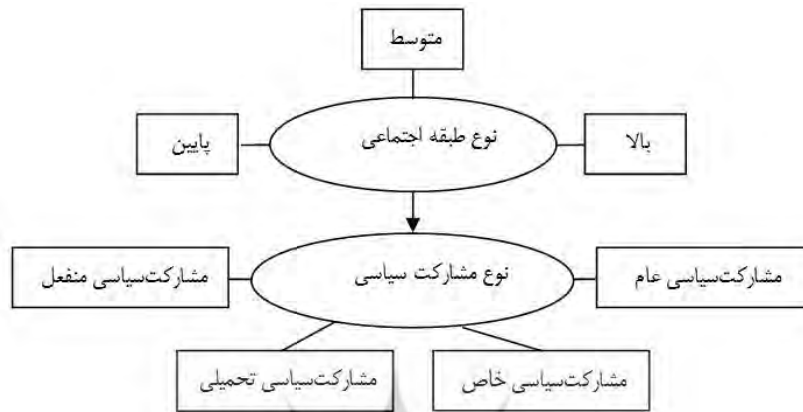 متوسط
بالا
نوع طبقه اجتماعی
پایین
مشارکت‌سیاسی عام
نوع مشارکت سیاسی
مشارکت‌سیاسی منفعل
مشارکت‌سیاسی خاص
مشارکت‌سیاسی تحمیلی